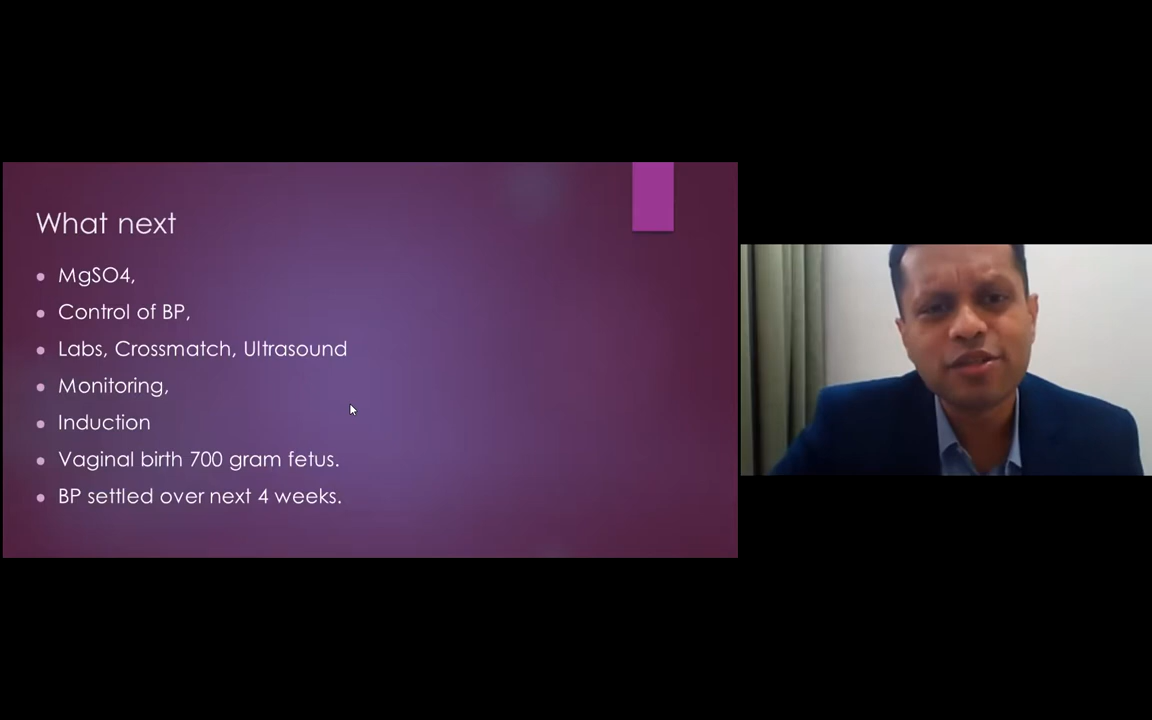 What next
MgSO4,
Control of BP,
Labs, Crossmatch, Ultrasound
Monitoring,
Induction
Vaginal birth 700 gram fetus.
BP settled over next 4 weeks.